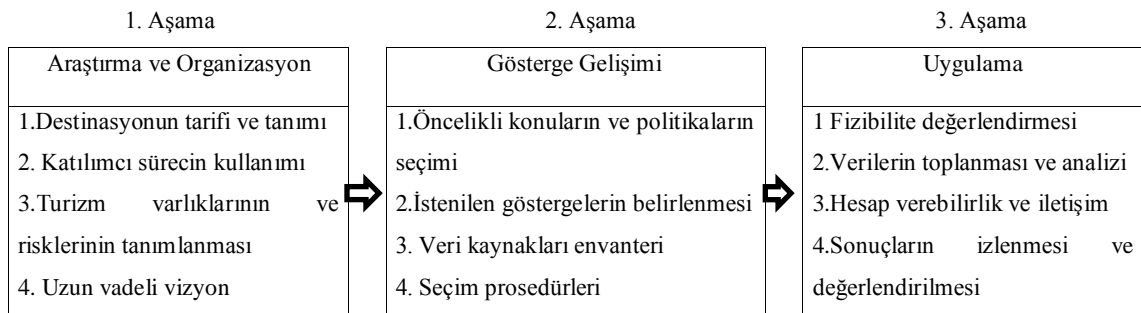 1. Aşama
Araştırma ve Organizasyon
1.Destinasyonun tarifi ve tanımı
2. Katılımcı sürecin kullanımı
3.Turizm varlıklarının ve
risklerinin tanımlanması
4. Uzun vadeli vizyon
2. Aşama
Gösterge Gelişimi
1.Öncelikli konuların ve politikaların
seçimi
2.İstenilen göstergelerin belirlenmesi
3. Veri kaynakları envanteri
4. Seçim prosedürleri
3. Aşama
Uygulama
1 Fizibilite değerlendirmesi
2.Verilerin toplanması ve analizi
3.Hesap verebilirlik ve iletişim
4.Sonuçların izlenmesi ve
değerlendirilmesi